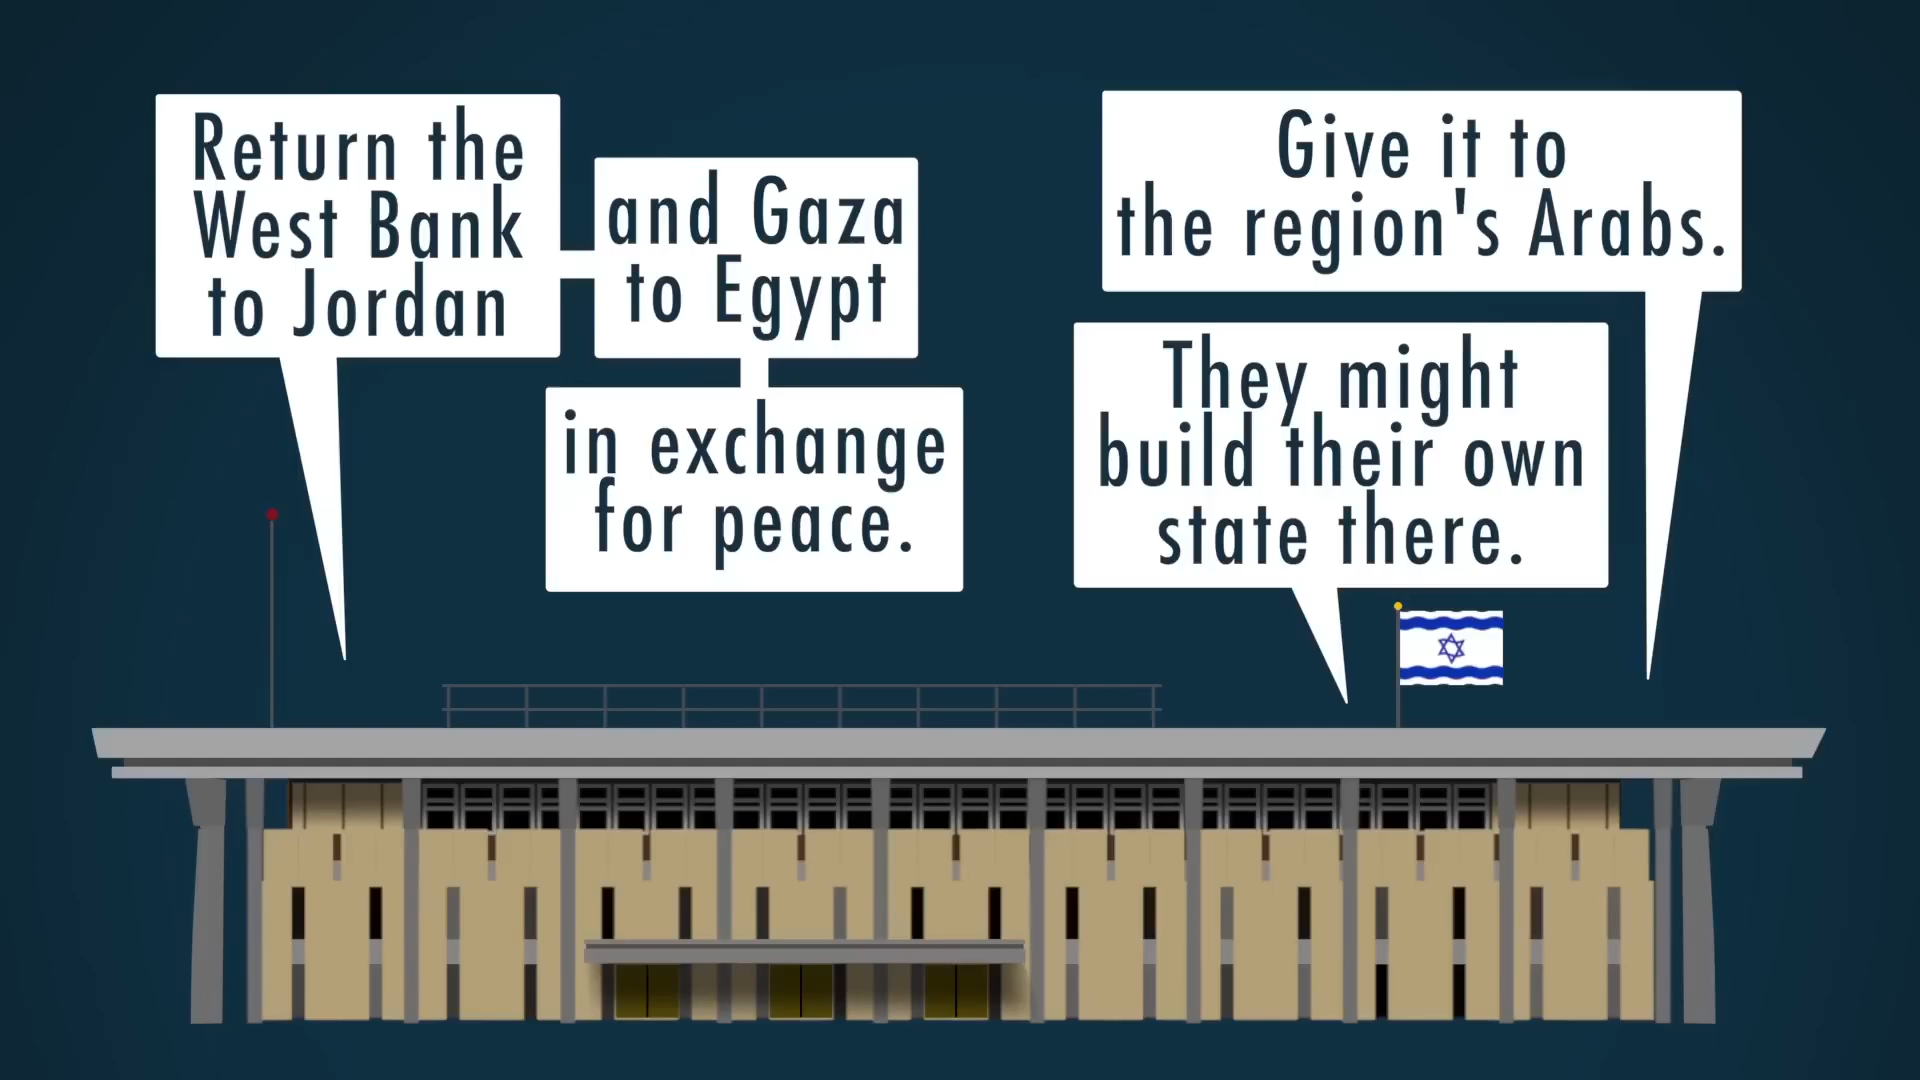 Return the
West Bank
to Jordan
and Gaza
to Egypt
in exchange
for peace.
Give it to
the region's Arabs.
They might
build their own
state there.